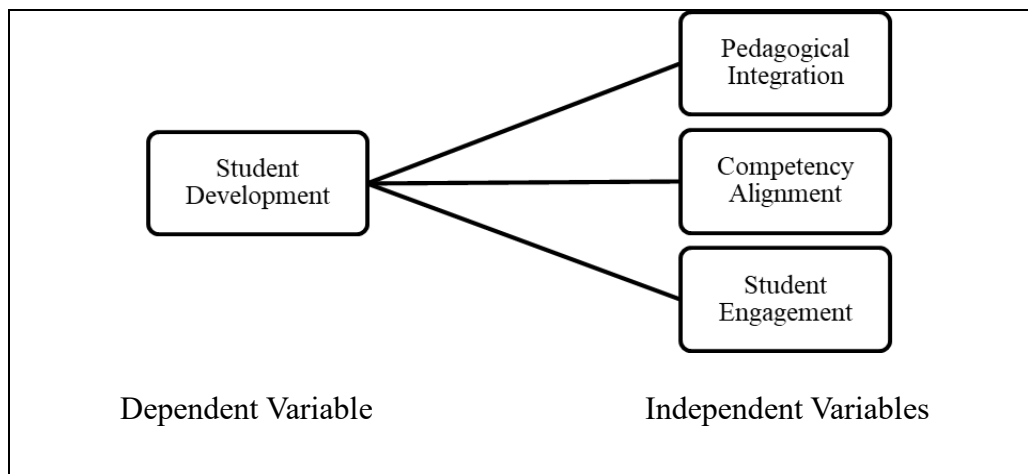 Pedagogical
Integration
Student
Development
Competency
Alignment
Student
Engagement
Dependent Variable
Independent Variables